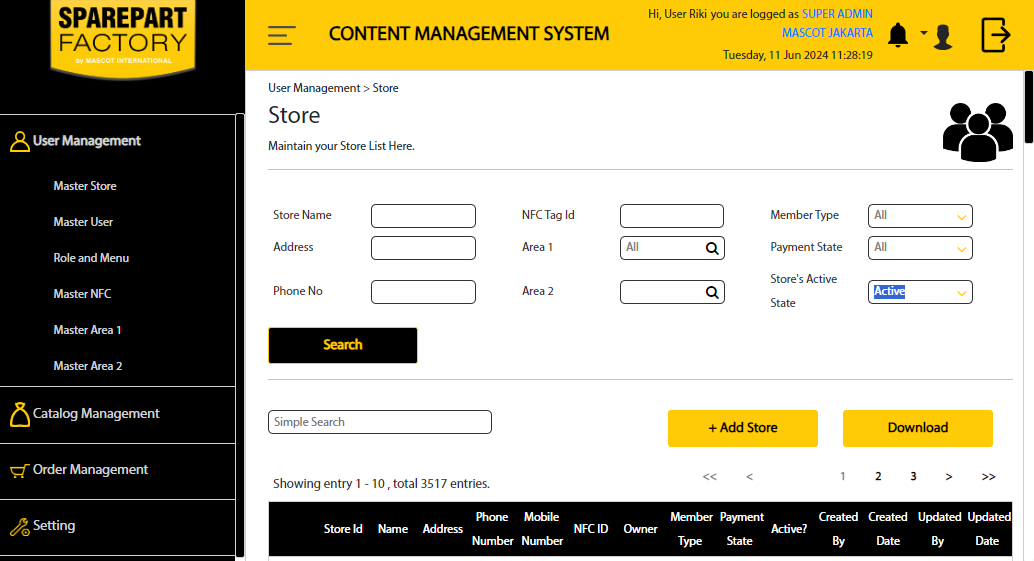 SPAREPART
FACTORY
by MASCOT INTERNATIONAL
CONTENT MANAGEMENT SYSTEM
Hi, User Riki you are logged as SUPER ADMIN
MASCOT JAKARTA
Tuesday, 11 Jun 2024 11:28:19
User Management
Master Store
Master User
Role and Menu
Master NFC
Master Area 1
Master Area 2
Catalog Management
Order Management
Setting
User Management > Store
Store
Maintain your Store List Here.
Store Name
NFC Tag Id
Member Type
All
Address
Area 1
All
Payment State
All
Phone No
Area 2
Store's Active
State
Active
Search
Simple Search
+ Add Store
Download
Showing entry 1 - 10 , total 3517 entries.
<< < 1 2 3 > >>
Store Id
Name
Address
Phone
Number
Mobile
Number
NFC ID
Owner
Member
Type
Payment
State
Active?
Created
By
Created
Date
Updated
By
Updated
Date